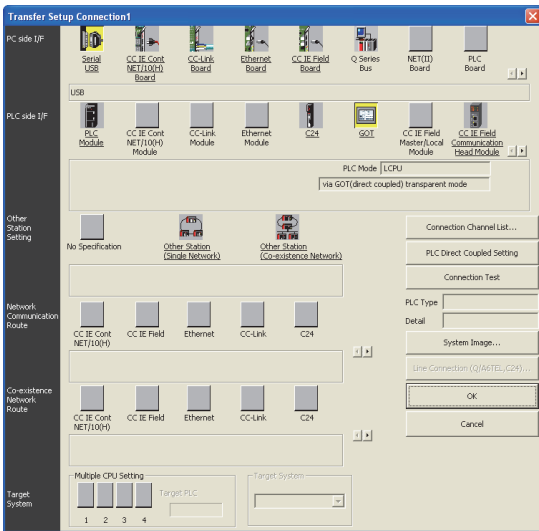 Transfer Setup Connection1
PC side I/F
Serial USB
CC IE Cont NET/10(H) Board
CC-Link Board
Ethernet Board
CC IE Field Board
Q Series Bus
NET(II) Board
PLC Board
USB
PLC side I/F
PLC Module
CC IE Cont NET/10(H) Module
CC-Link Module
Ethernet Module
C24
GOT
CC IE Field Master/Local Module
CC IE Field Communication Head Module
PLC Mode LCPU
via GOT(direct coupled) transparent mode
Other Station Setting
No Specification
Other Station (Single Network)
Other Station (Co-existence Network)
Connection Channel List...
PLC Direct Coupled Setting
Connection Test
PLC Type
Detail
System Image...
Line Connection (Q/A6TEL,C24)...
OK
Cancel
Network Communication Route
CC IE Cont NET/10(H)
CC IE Field
Ethernet
CC-Link
C24
Co-existence Network Route
CC IE Cont NET/10(H)
CC IE Field
Ethernet
CC-Link
C24
Target System
Multiple CPU Setting
1 2 3 4
Target PLC
Target System